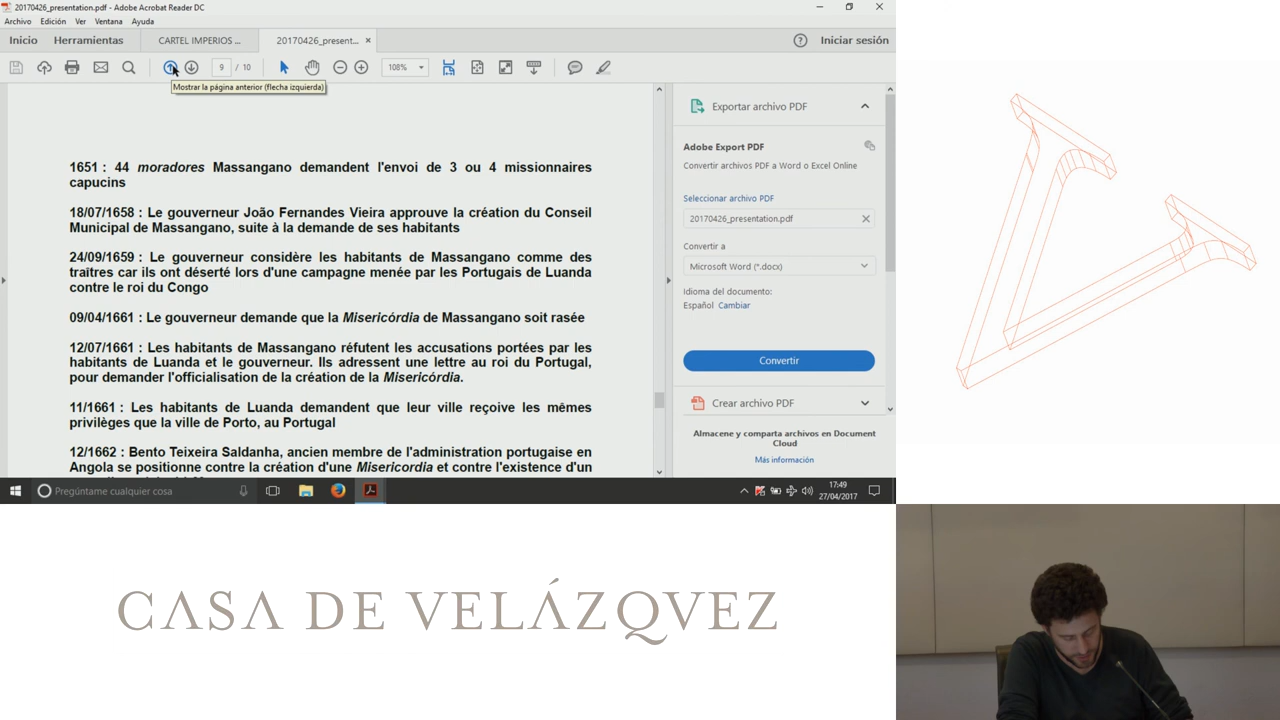 20170426_presentation.pdf - Adobe Acrobat Reader DC
Archivo Edición Ver Ventana Ayuda
Inicio Herramientas CARTEL IMPERIOS ... 20170426_present... Iniciar sesión
9 / 10 108%
Mostrar la página anterior (flecha izquierda)
1651 : 44 moradores Massangano demandent l'envoi de 3 ou 4 missionnaires
capucins
18/07/1658 : Le gouverneur João Fernandes Vieira approuve la création du Conseil
Municipal de Massangano, suite à la demande de ses habitants
24/09/1659 : Le gouverneur considère les habitants de Massangano comme des
traîtres car ils ont déserté lors d'une campagne menée par les Portugais de Luanda
contre le roi du Congo
09/04/1661 : Le gouverneur demande que la Misericórdia de Massangano soit rasée
12/07/1661 : Les habitants de Massangano réfutent les accusations portées par les
habitants de Luanda et le gouverneur. Ils adressent une lettre au roi du Portugal,
pour demander l'officialisation de la création de la Misericórdia.
11/1661 : Les habitants de Luanda demandent que leur ville reçoive les mêmes
privilèges que la ville de Porto, au Portugal
12/1662 : Bento Teixeira Saldanha, ancien membre de l'administration portugaise en
Angola se positionne contre la création d'une Misericordia et contre l'existence d'un
Exportar archivo PDF
Adobe Export PDF
Convertir archivos PDF a Word o Excel Online
Seleccionar archivo PDF
20170426_presentation.pdf
Convertir a
Microsoft Word (*.docx)
Idioma del documento:
Español Cambiar
Convertir
Crear archivo PDF
Almacene y comparta archivos en Document
Cloud
Más información
Pregúntame cualquier cosa
17:49
27/04/2017
CASA DE VELÁZQVEZ